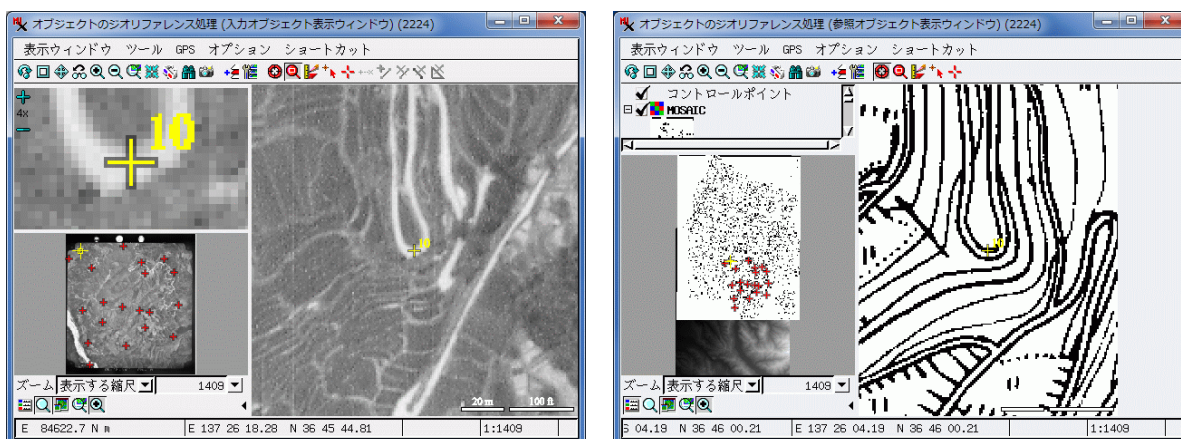 オブジェクトのジオリファレンス処理 (入力オブジェクト表示ウィンドウ) (2224)
表示ウィンドウ ツール GPS オプション ショートカット
4x
10
10
ズーム 表示する縮尺 1409
20 m 100 ft
E 84622.7 N m E 137 26 18.28 N 36 45 44.81 1:1409
オブジェクトのジオリファレンス処理 (参照オブジェクト表示ウィンドウ) (2224)
表示ウィンドウ ツール GPS オプション ショートカット
コントロールポイント
MOSAIC
10
ズーム 表示する縮尺 1409
04.19 N 36 46 00.21 E 137 26 04.19 N 36 46 00.21 1:1409